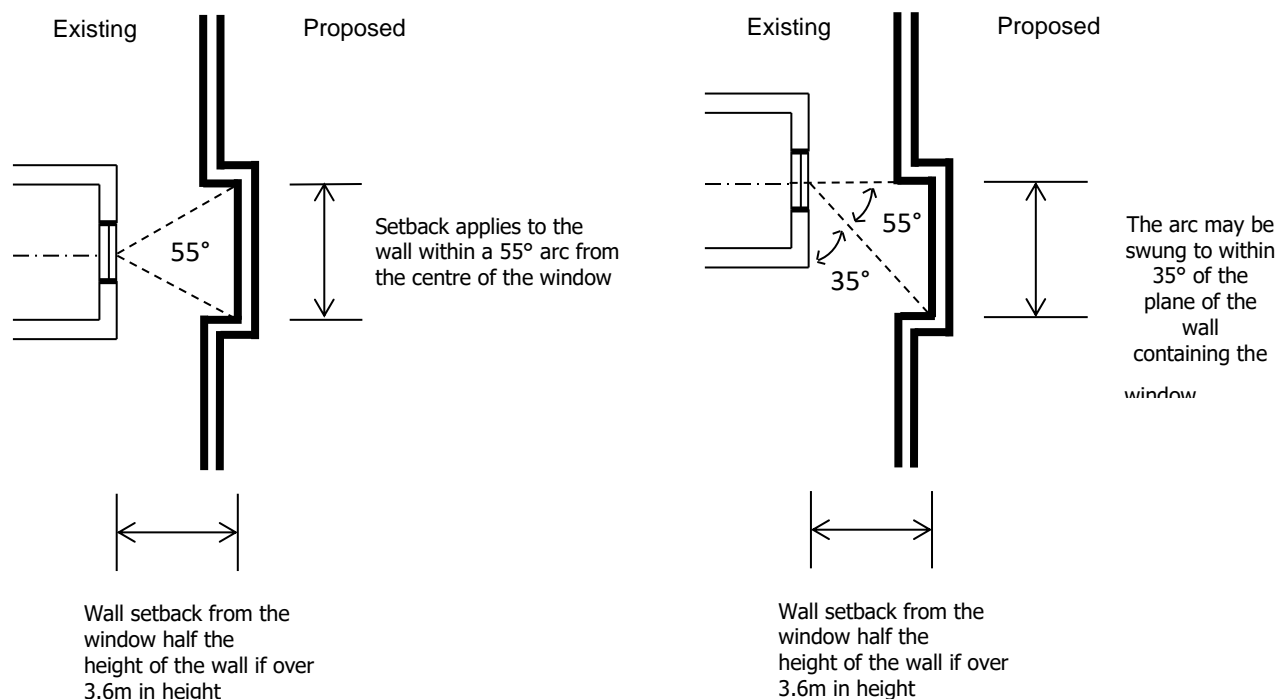 Existing
Proposed
55°
Setback applies to the
wall within a 55° arc from
the centre of the window
Wall setback from the
window half the
height of the wall if over
3.6m in height
Existing
Proposed
55°
35°
The arc may be
swung to within
35° of the
plane of the
wall
containing the
window
Wall setback from the
window half the
height of the wall if over
3.6m in height